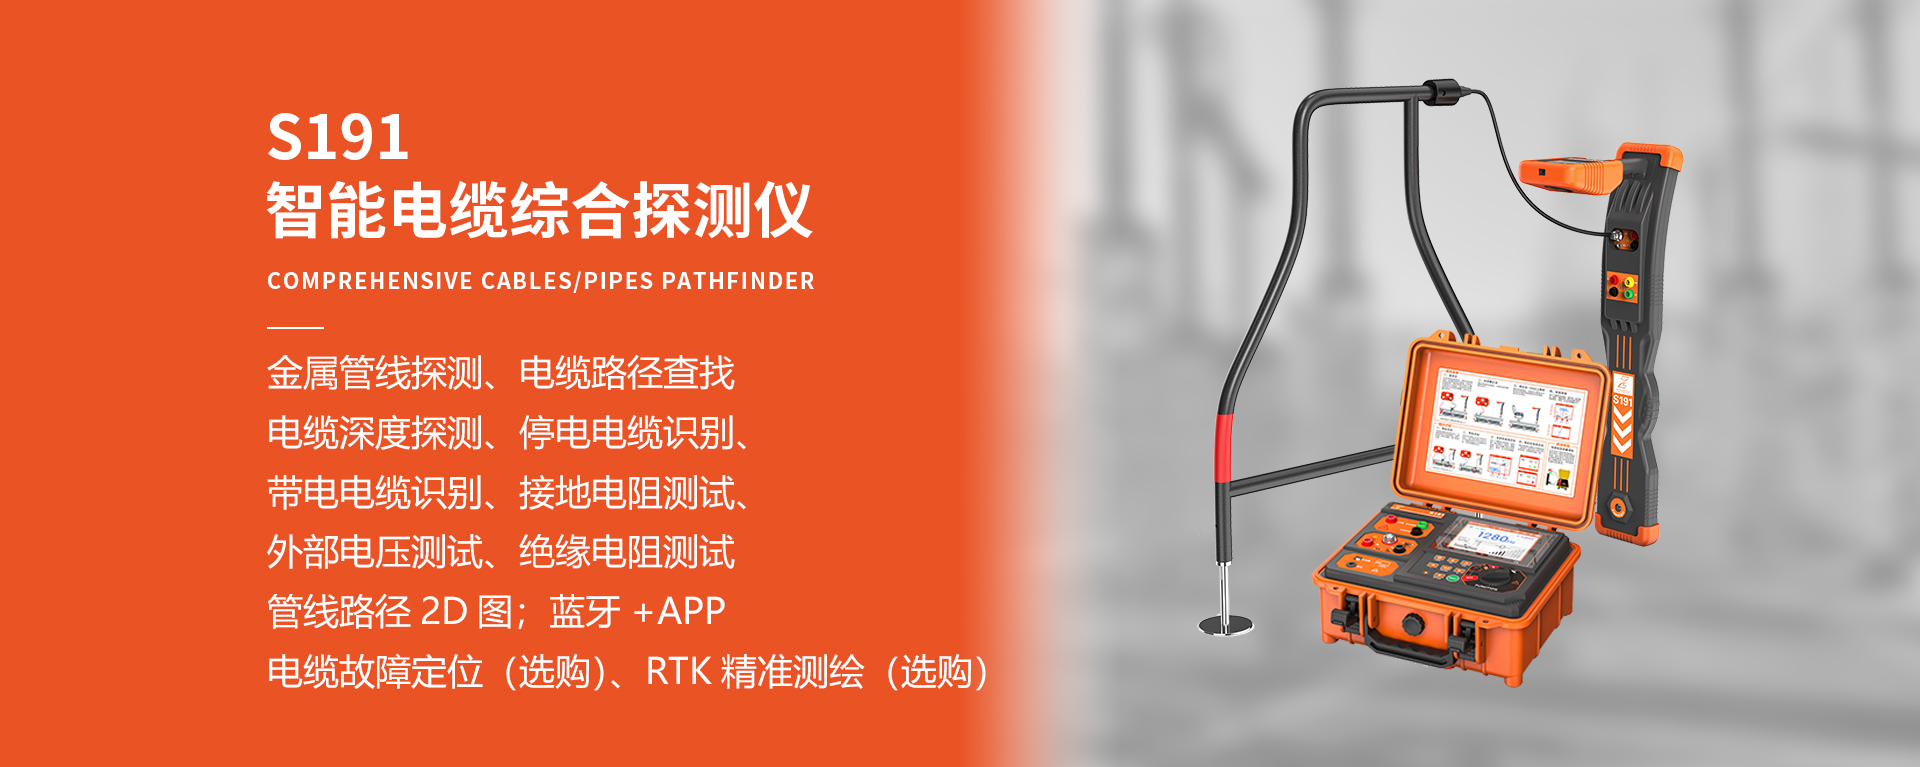 S191
智能电缆综合探测仪
COMPREHENSIVE CABLES/PIPES PATHFINDER
金属管线探测、电缆路径查找
电缆深度探测、停电电缆识别、
带电电缆识别、接地电阻测试、
外部电压测试、绝缘电阻测试
管线路径 2D 图；蓝牙 +APP
电缆故障定位（选购）、RTK 精准测绘（选购）
S191
1280